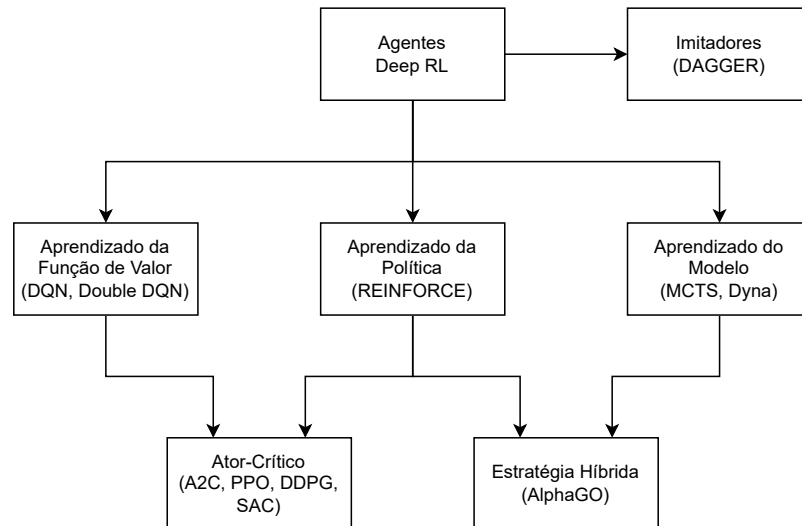 Agentes
Deep RL
Imitadores
(DAGGER)
Aprendizado da
Função de Valor
(DQN, Double DQN)
Aprendizado da
Política
(REINFORCE)
Aprendizado do
Modelo
(MCTS, Dyna)
Ator-Crítico
(A2C, PPO, DDPG,
SAC)
Estratégia Híbrida
(AlphaGO)